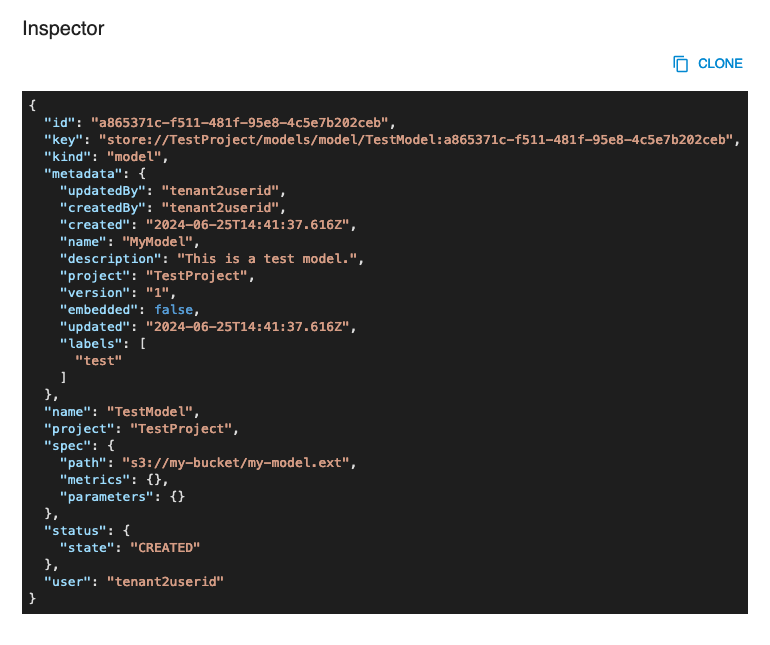 Inspector
CLONE
{
  "id": "a865371c-f511-481f-95e8-4c5e7b202ceb",
  "key": "store://TestProject/models/model/TestModel:a865371c-f511-481f-95e8-4c5e7b202ceb",
  "kind": "model",
  "metadata": {
    "updatedBy": "tenant2userid",
    "createdBy": "tenant2userid",
    "created": "2024-06-25T14:41:37.616Z",
    "name": "MyModel",
    "description": "This is a test model.",
    "project": "TestProject",
    "version": "1",
    "embedded": false,
    "updated": "2024-06-25T14:41:37.616Z",
    "labels": [
      "test"
    ]
  },
  "name": "TestModel",
  "project": "TestProject",
  "spec": {
    "path": "s3://my-bucket/my-model.ext",
    "metrics": {},
    "parameters": {}
  },
  "status": {
    "state": "CREATED"
  },
  "user": "tenant2userid"
}